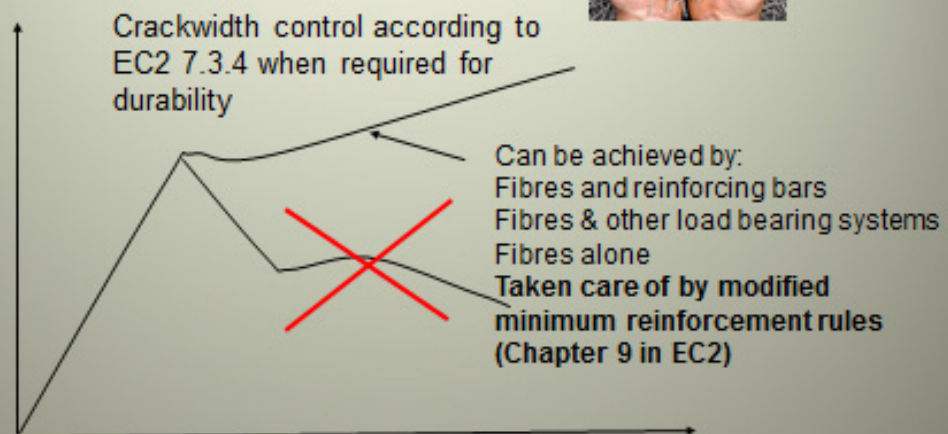 Crackwidth control according to
EC2 7.3.4 when required for
durability
Can be achieved by:
Fibres and reinforcing bars
Fibres & other load bearing systems
Fibres alone
Taken care of by modified
minimum reinforcement rules
(Chapter 9 in EC2)